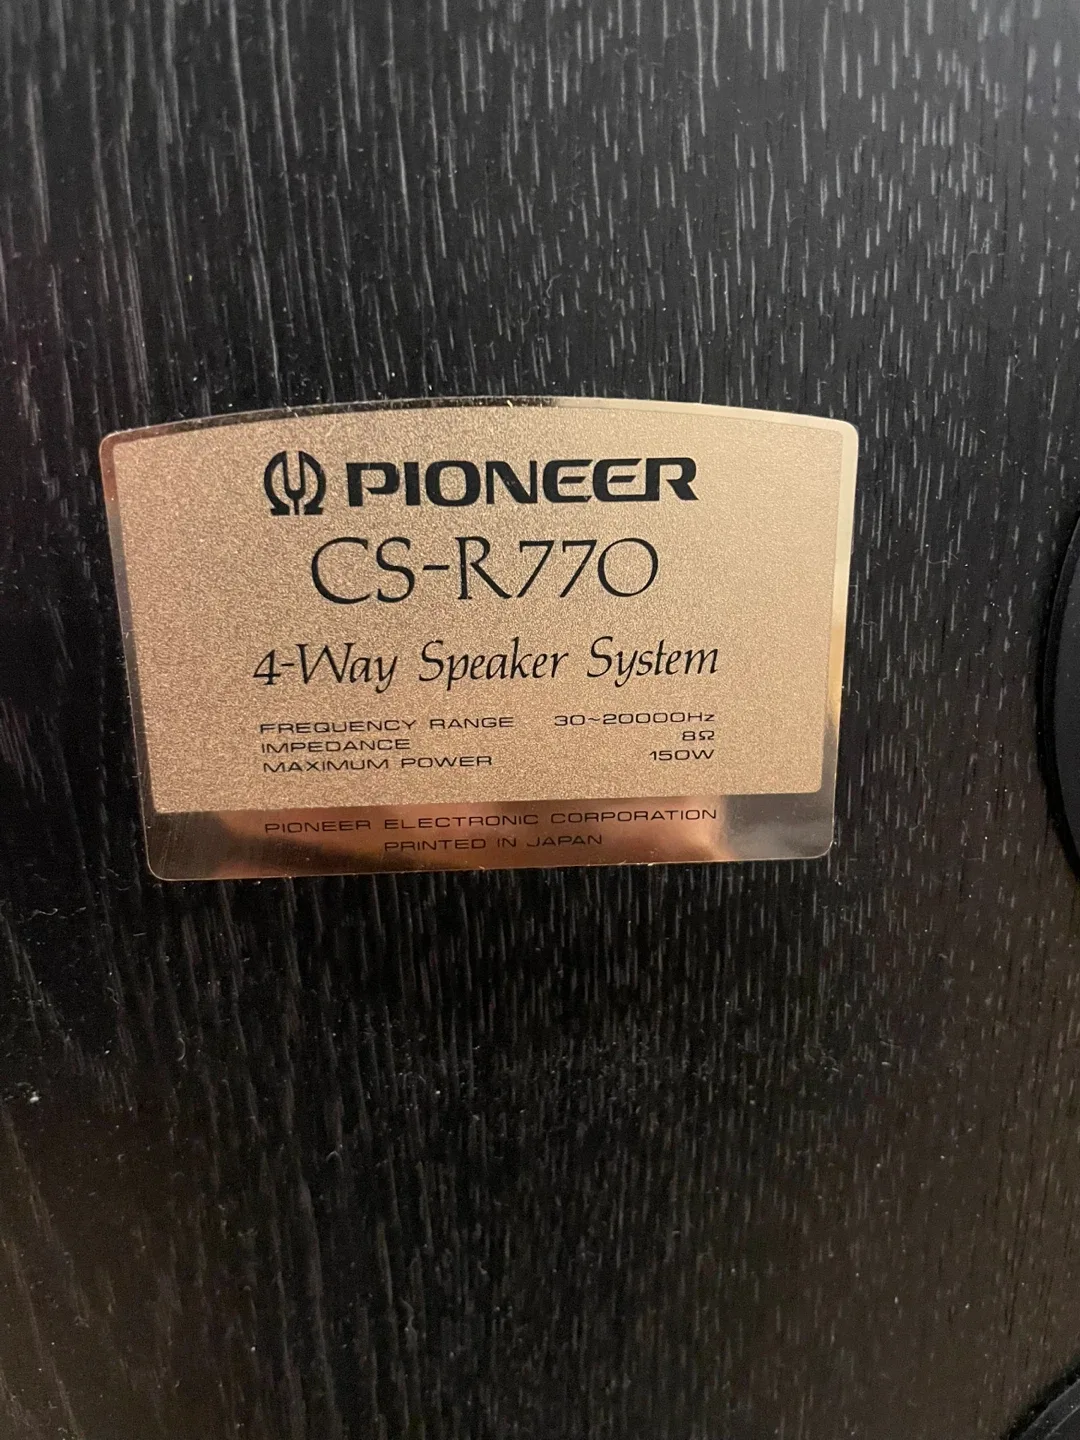 PIONEER
CS-R770
4-Way Speaker System
FREQUENCY RANGE 30~20000Hz
IMPEDANCE 8Ω
MAXIMUM POWER 150W
PIONEER ELECTRONIC CORPORATION
PRINTED IN JAPAN